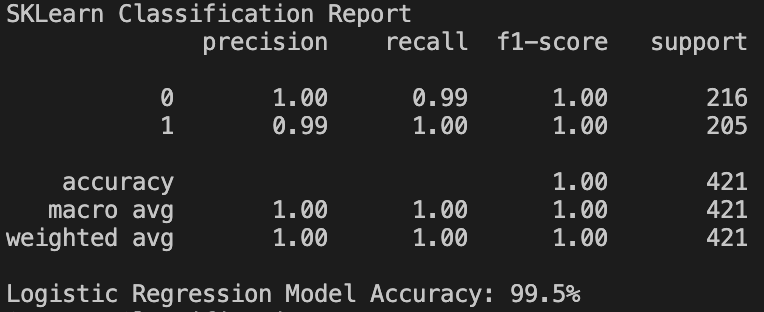 SKLearn Classification Report
precision recall f1-score support
0 1.00 0.99 1.00 216
1 0.99 1.00 1.00 205
accuracy 1.00 421
macro avg 1.00 1.00 1.00 421
weighted avg 1.00 1.00 1.00 421
Logistic Regression Model Accuracy: 99.5%